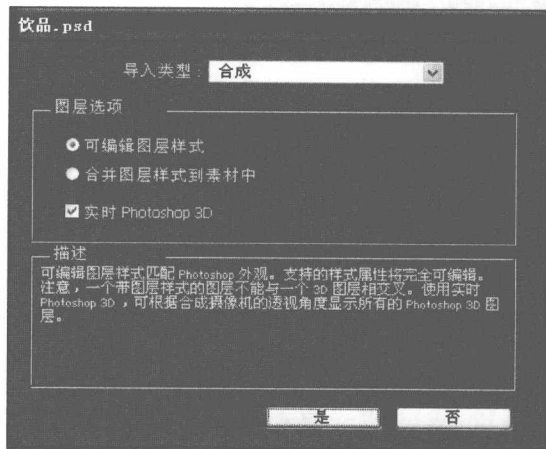 饮品.psd
导入类型： 合成
图层选项
可编辑图层样式
合并图层样式到素材中
实时 Photoshop 3D
描述
可编辑图层样式匹配 Photoshop 外观。支持的样式属性将完全可编辑。
注意，一个带图层样式的图层不能与一个 3D 图层相交叉。使用实时
Photoshop 3D ，可根据合成摄像机的透视角度显示所有的 Photoshop 3D 图
层。
是 否